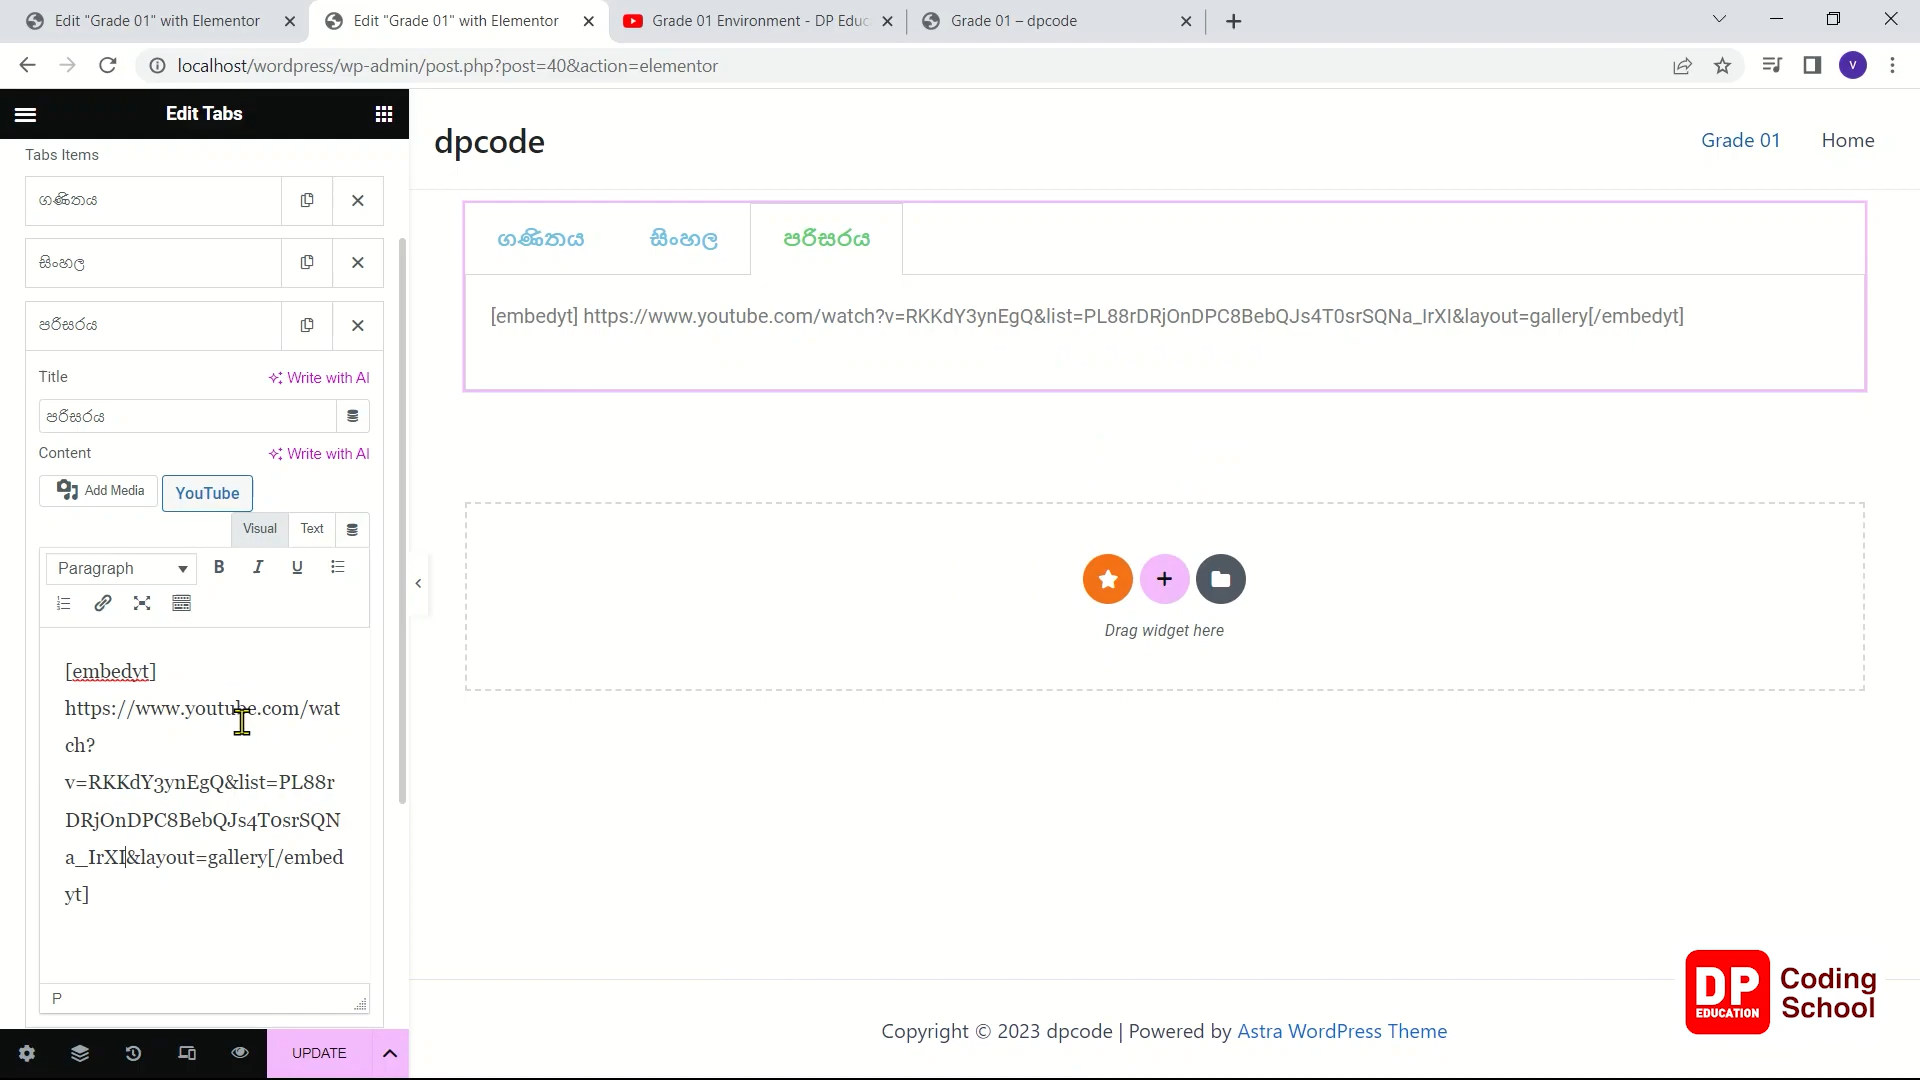 Edit "Grade 01" with Elementor
Edit "Grade 01" with Elementor
Grade 01 Environment - DP Educ
Grade 01 – dpcode
localhost/wordpress/wp-admin/post.php?post=40&action=elementor
V
Edit Tabs
Tabs Items
ගණිතය
සිංහල
පරිසරය
Title
Write with AI
පරිසරය
Content
Write with AI
Add Media
YouTube
Visual
Text
Paragraph
B
I
U
[embedyt]
https://www.youtube.com/wat
ch?
v=RKKdY3ynEgQ&list=PL88r
DRjOnDPC8BebQJs4T0srSQN
a_IrXI&layout=gallery[/embed
yt]
P
UPDATE
dpcode
Grade 01
Home
ගණිතය
සිංහල
පරිසරය
[embedyt] https://www.youtube.com/watch?v=RKKdY3ynEgQ&list=PL88rDRjOnDPC8BebQJs4T0srSQNa_IrXI&layout=gallery[/embedyt]
Drag widget here
Copyright © 2023 dpcode | Powered by Astra WordPress Theme
DP
EDUCATION
Coding
School